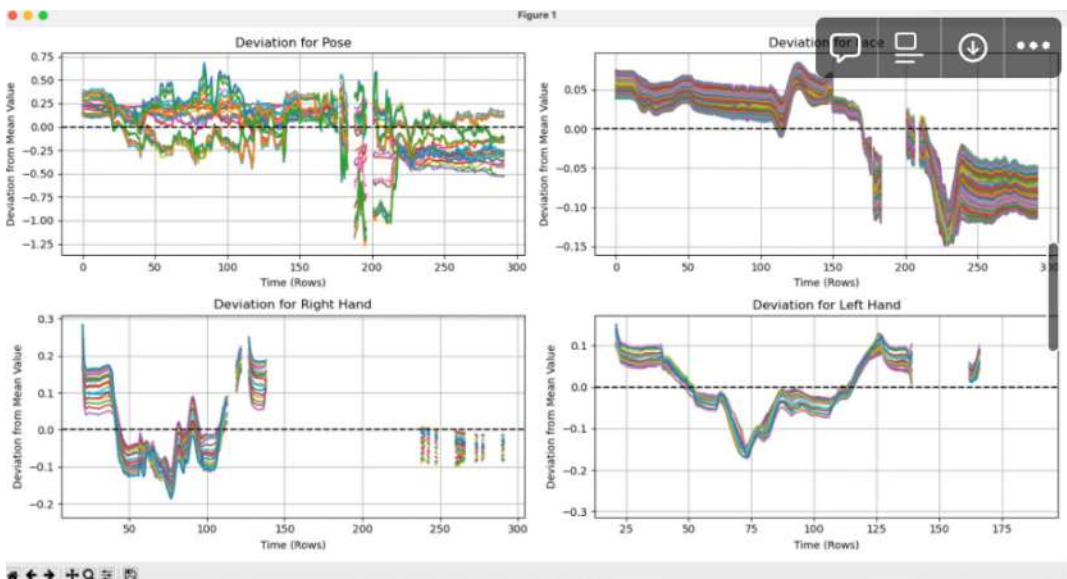 Figure 1
Deviation for Pose
Deviation from Mean Value
0.75
0.50
0.25
0.00
−0.25
−0.50
−0.75
−1.00
−1.25
0 50 100 150 200 250 300
Time (Rows)
Deviation for
Deviation from Mean Value
0.05
0.00
−0.05
−0.10
−0.15
0 50 100 150 200 250
Time (Rows)
Deviation for Right Hand
Deviation from Mean Value
0.3
0.2
0.1
0.0
−0.1
−0.2
50 100 150 200 250 300
Time (Rows)
Deviation for Left Hand
Deviation from Mean Value
0.1
0.0
−0.1
−0.2
−0.3
25 50 75 100 125 150 175
Time (Rows)